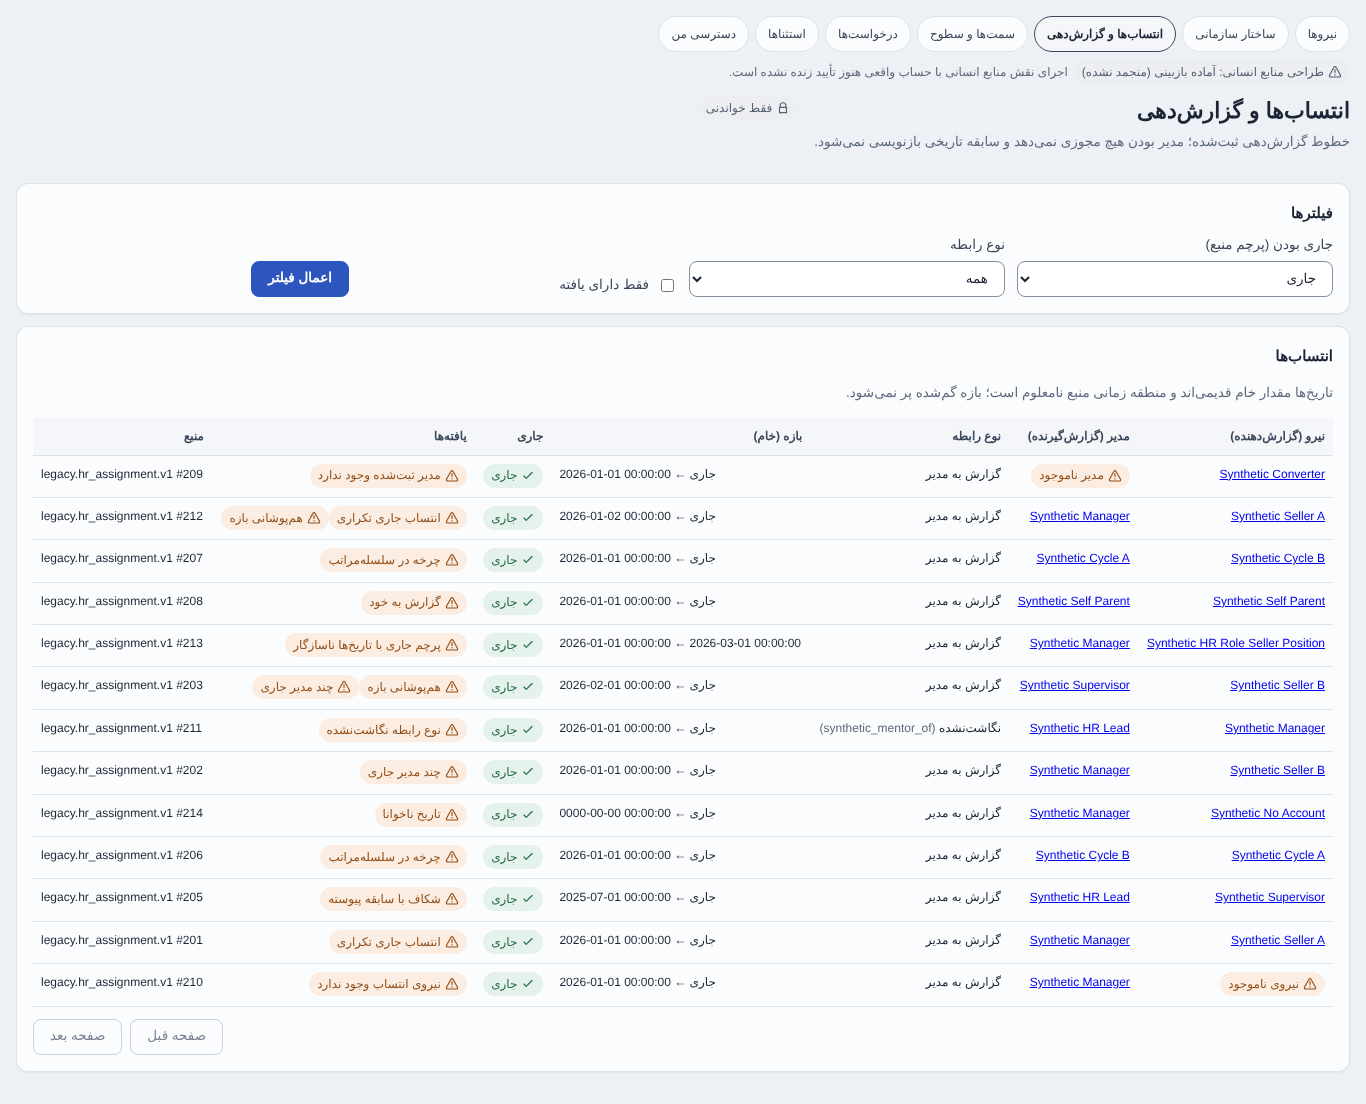 نیروها ساختار سازمانی انتساب‌ها و گزارش‌دهی سمت‌ها و سطوح درخواست‌ها استثناها دسترسی من
طراحی منابع انسانی: آماده بازبینی (منجمد نشده) اجرای نقش منابع انسانی با حساب واقعی هنوز تأیید زنده نشده است.
انتساب‌ها و گزارش‌دهی فقط خواندنی
خطوط گزارش‌دهی ثبت‌شده؛ مدیر بودن هیچ مجوزی نمی‌دهد و سابقه تاریخی بازنویسی نمی‌شود.
فیلترها
جاری بودن (پرچم منبع) نوع رابطه
جاری همه فقط دارای یافته اعمال فیلتر
انتساب‌ها
تاریخ‌ها مقدار خام قدیمی‌اند و منطقه زمانی منبع نامعلوم است؛ بازه گم‌شده پر نمی‌شود.
نیرو (گزارش‌دهنده) مدیر (گزارش‌گیرنده) نوع رابطه بازه (خام) جاری یافته‌ها منبع
Synthetic Converter مدیر ناموجود گزارش به مدیر 2026-01-01 00:00:00 ← جاری جاری مدیر ثبت‌شده وجود ندارد legacy.hr_assignment.v1 #209
Synthetic Seller A Synthetic Manager گزارش به مدیر 2026-01-02 00:00:00 ← جاری جاری انتساب جاری تکراری هم‌پوشانی بازه legacy.hr_assignment.v1 #212
Synthetic Cycle B Synthetic Cycle A گزارش به مدیر 2026-01-01 00:00:00 ← جاری جاری چرخه در سلسله‌مراتب legacy.hr_assignment.v1 #207
Synthetic Self Parent Synthetic Self Parent گزارش به مدیر 2026-01-01 00:00:00 ← جاری جاری گزارش به خود legacy.hr_assignment.v1 #208
Synthetic HR Role Seller Position Synthetic Manager گزارش به مدیر 2026-01-01 00:00:00 ← 2026-03-01 00:00:00 جاری پرچم جاری با تاریخ‌ها ناسازگار legacy.hr_assignment.v1 #213
Synthetic Seller B Synthetic Supervisor گزارش به مدیر 2026-02-01 00:00:00 ← جاری جاری هم‌پوشانی بازه چند مدیر جاری legacy.hr_assignment.v1 #203
Synthetic Manager Synthetic HR Lead نگاشت‌نشده (synthetic_mentor_of) 2026-01-01 00:00:00 ← جاری جاری نوع رابطه نگاشت‌نشده legacy.hr_assignment.v1 #211
Synthetic Seller B Synthetic Manager گزارش به مدیر 2026-01-01 00:00:00 ← جاری جاری چند مدیر جاری legacy.hr_assignment.v1 #202
Synthetic No Account Synthetic Manager گزارش به مدیر 0000-00-00 00:00:00 ← جاری جاری تاریخ ناخوانا legacy.hr_assignment.v1 #214
Synthetic Cycle A Synthetic Cycle B گزارش به مدیر 2026-01-01 00:00:00 ← جاری جاری چرخه در سلسله‌مراتب legacy.hr_assignment.v1 #206
Synthetic Supervisor Synthetic HR Lead گزارش به مدیر 2025-07-01 00:00:00 ← جاری جاری شکاف با سابقه پیوسته legacy.hr_assignment.v1 #205
Synthetic Seller A Synthetic Manager گزارش به مدیر 2026-01-01 00:00:00 ← جاری جاری انتساب جاری تکراری legacy.hr_assignment.v1 #201
نیروی ناموجود Synthetic Manager گزارش به مدیر 2026-01-01 00:00:00 ← جاری جاری نیروی انتساب وجود ندارد legacy.hr_assignment.v1 #210
صفحه قبل صفحه بعد